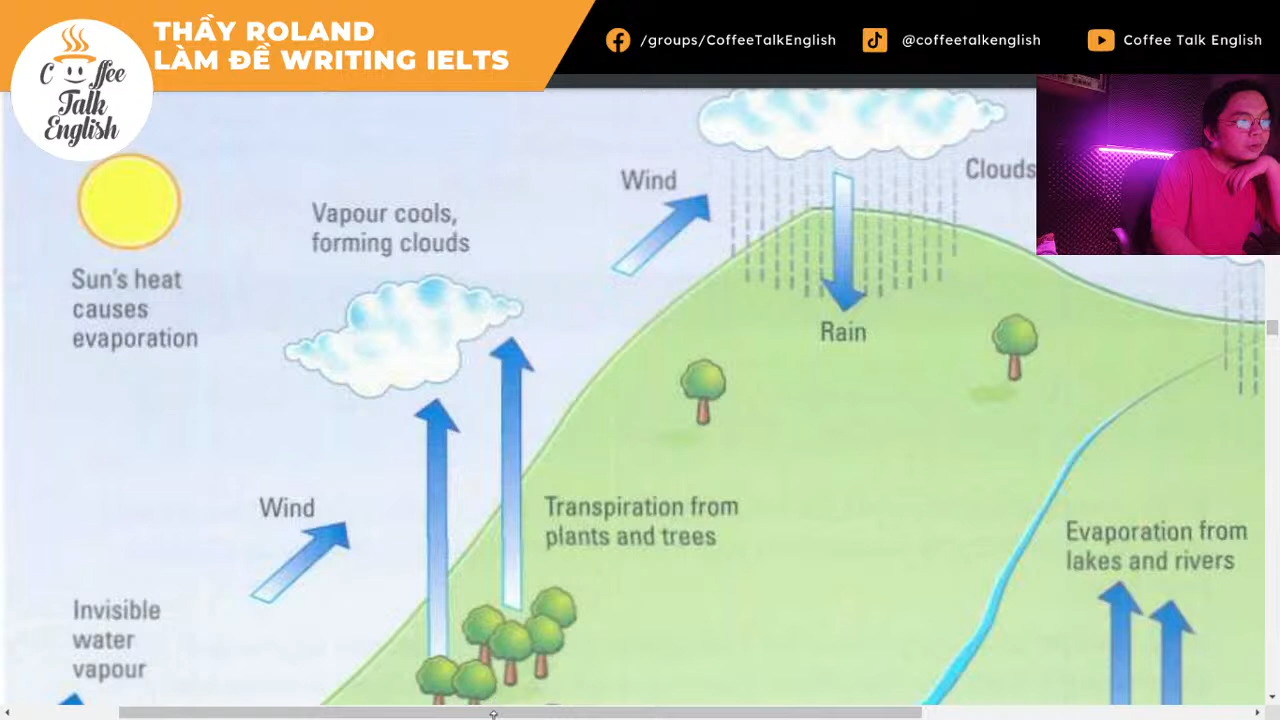 THẦY ROLAND
LÀM ĐỀ WRITING IELTS
Coffee
Talk
English
/groups/CoffeeTalkEnglish
@coffeetalkenglish
Coffee Talk English
Wind
Clouds
Vapour cools,
forming clouds
Sun's heat
causes
evaporation
Rain
Wind
Transpiration from
plants and trees
Evaporation from
lakes and rivers
Invisible
water
vapour